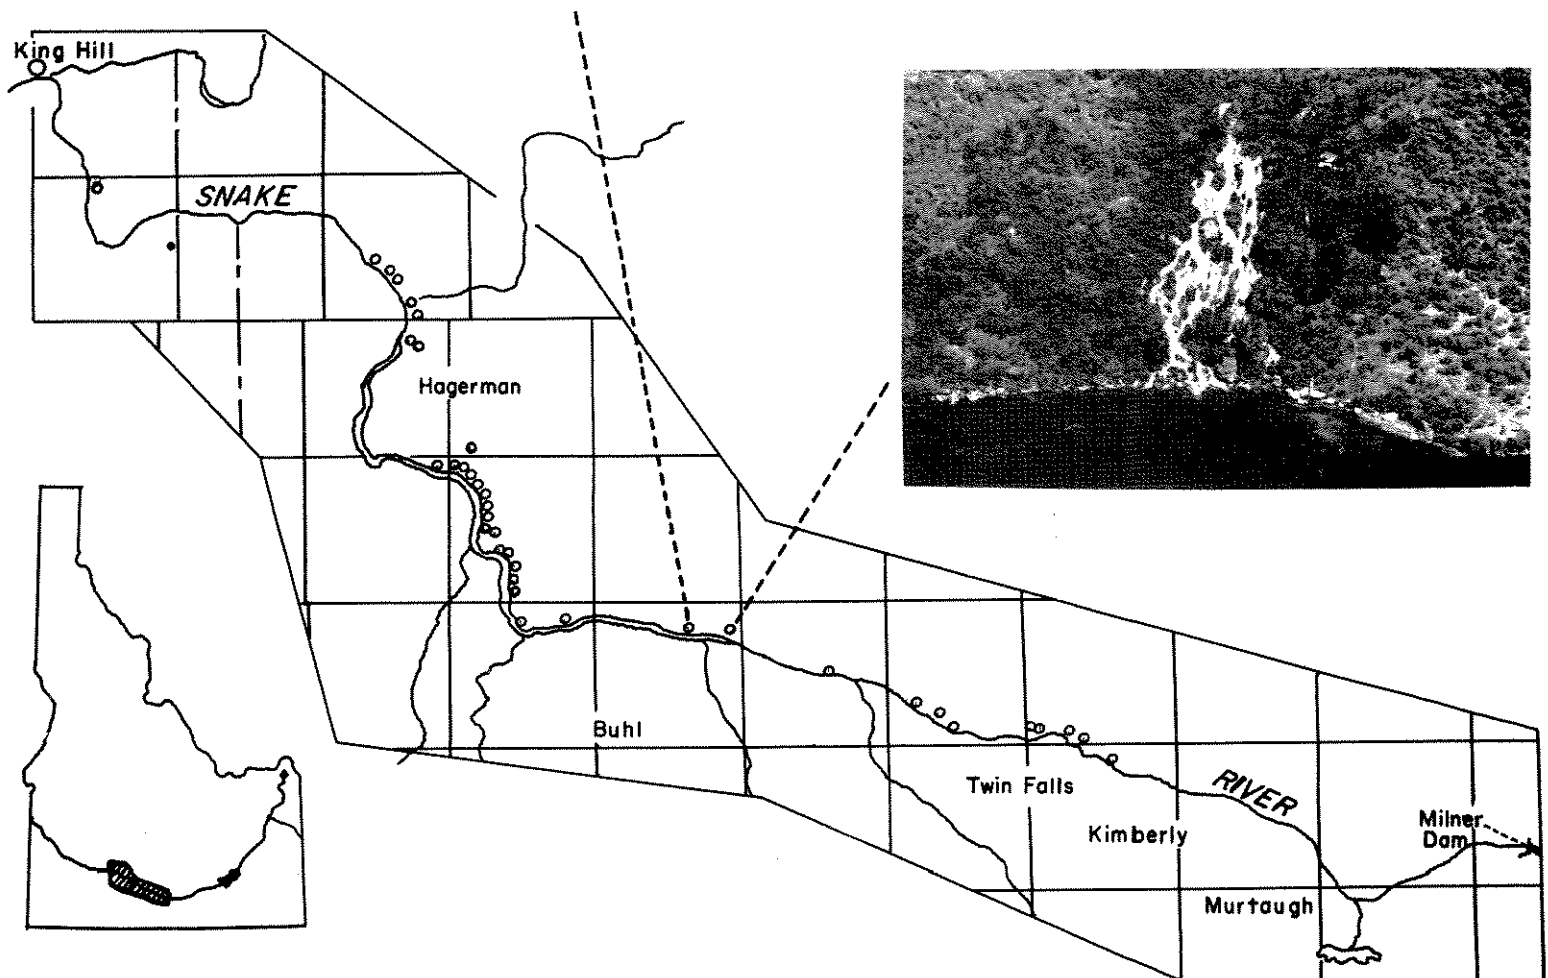 King Hill
SNAKE
Hagerman
Buhl
Twin Falls
RIVER
Kimberly
Milner
Dam
Murtaugh